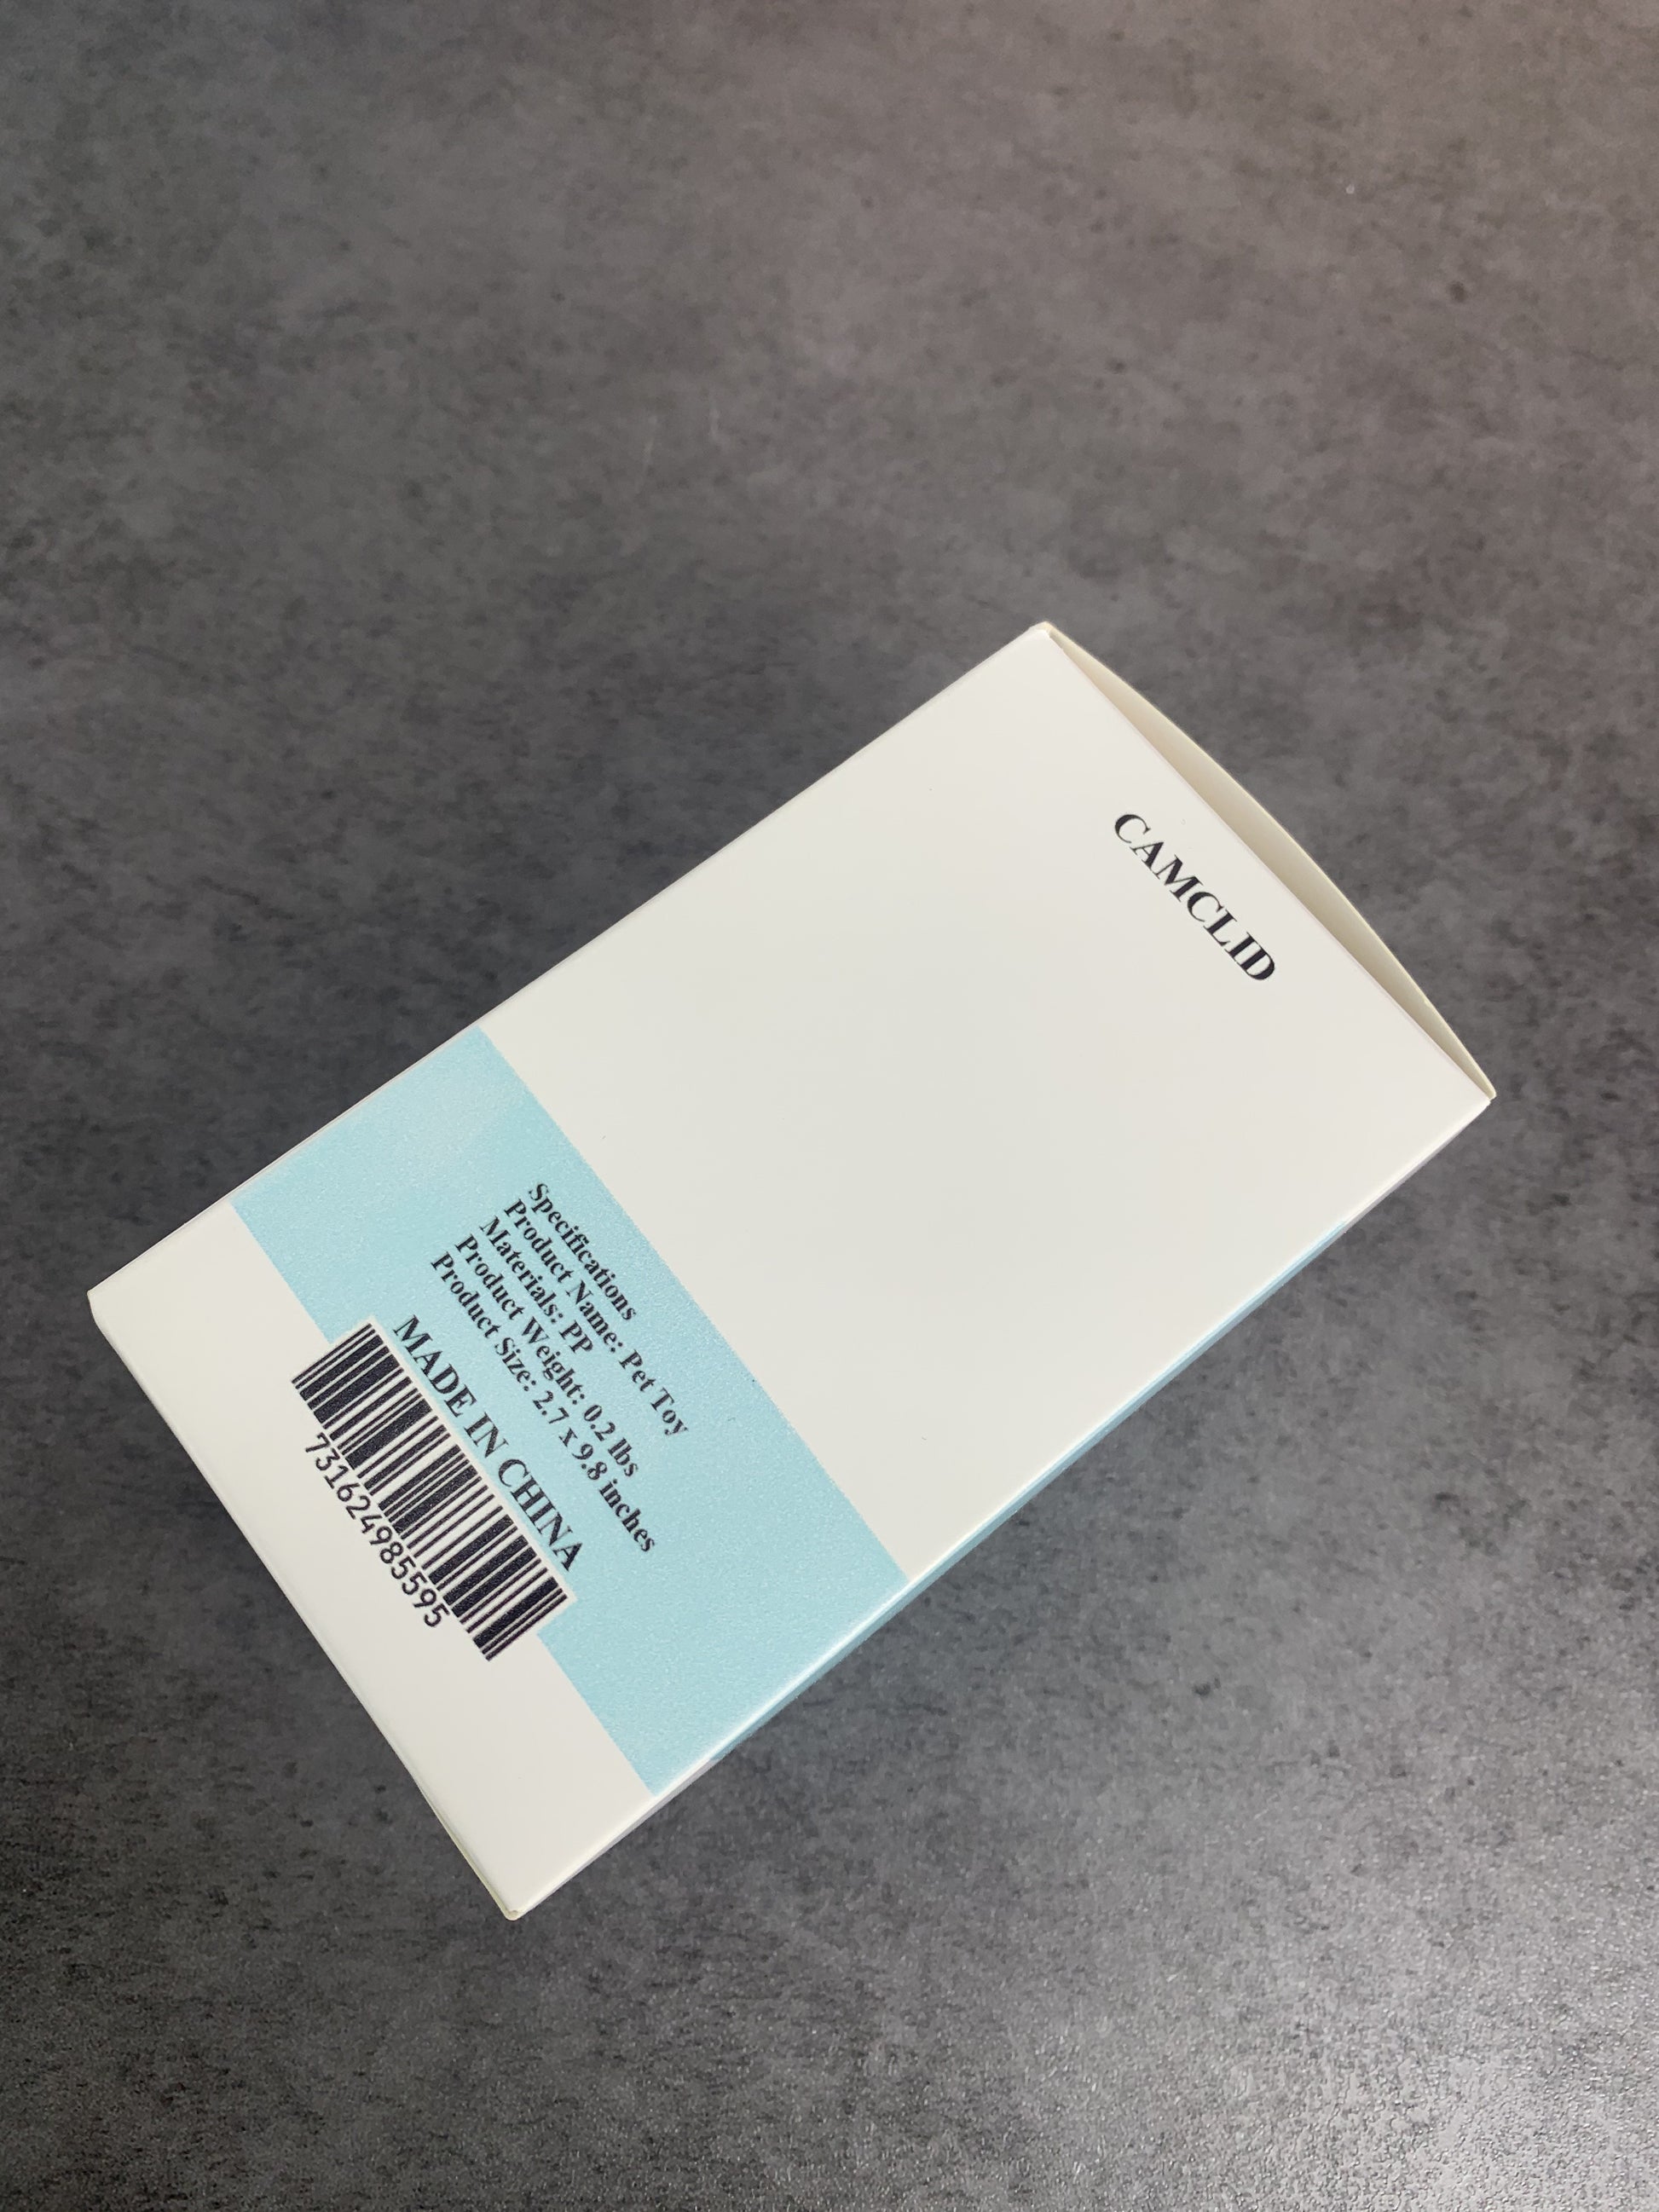 CAMCLID
Specifications
Product Name: Pet Toy
Materials: PP
Product Weight: 0.2 lbs
Product Size: 2.7 x 9.8 inches
MADE IN CHINA
731624985595